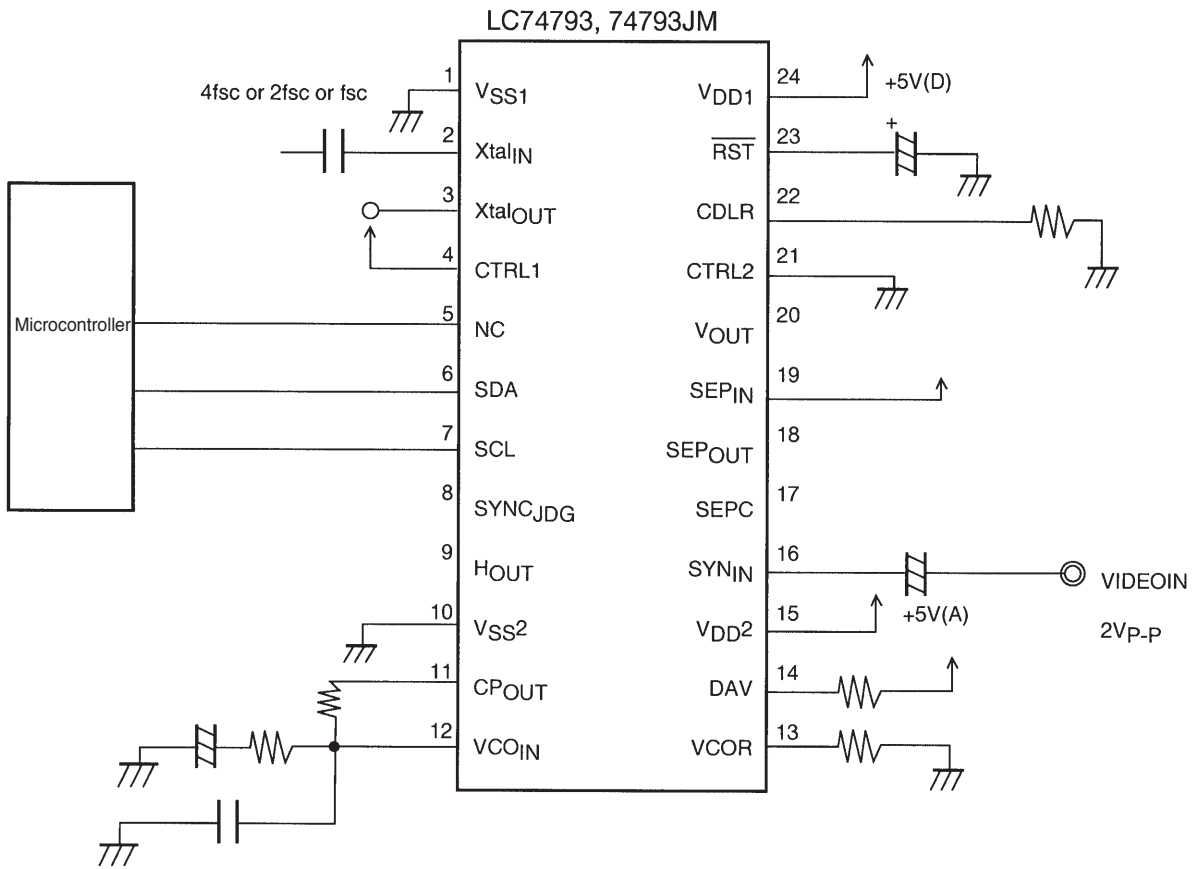 LC74793, 74793JM
4fsc or 2fsc or fsc
Microcontroller
1 VSS1
2 XtalIN
3 XtalOUT
4 CTRL1
5 NC
6 SDA
7 SCL
8 SYNCJDG
9 HOUT
10 VSS2
11 CPOUT
12 VCOIN
VDD1 24 +5V(D)
RST 23 +
CDLR 22
CTRL2 21
VOUT 20
SEPIN 19
SEPOUT 18
SEPC 17
SYNIN 16 VIDEOIN
VDD2 15 +5V(A)
2VP-P
DAV 14
VCOR 13